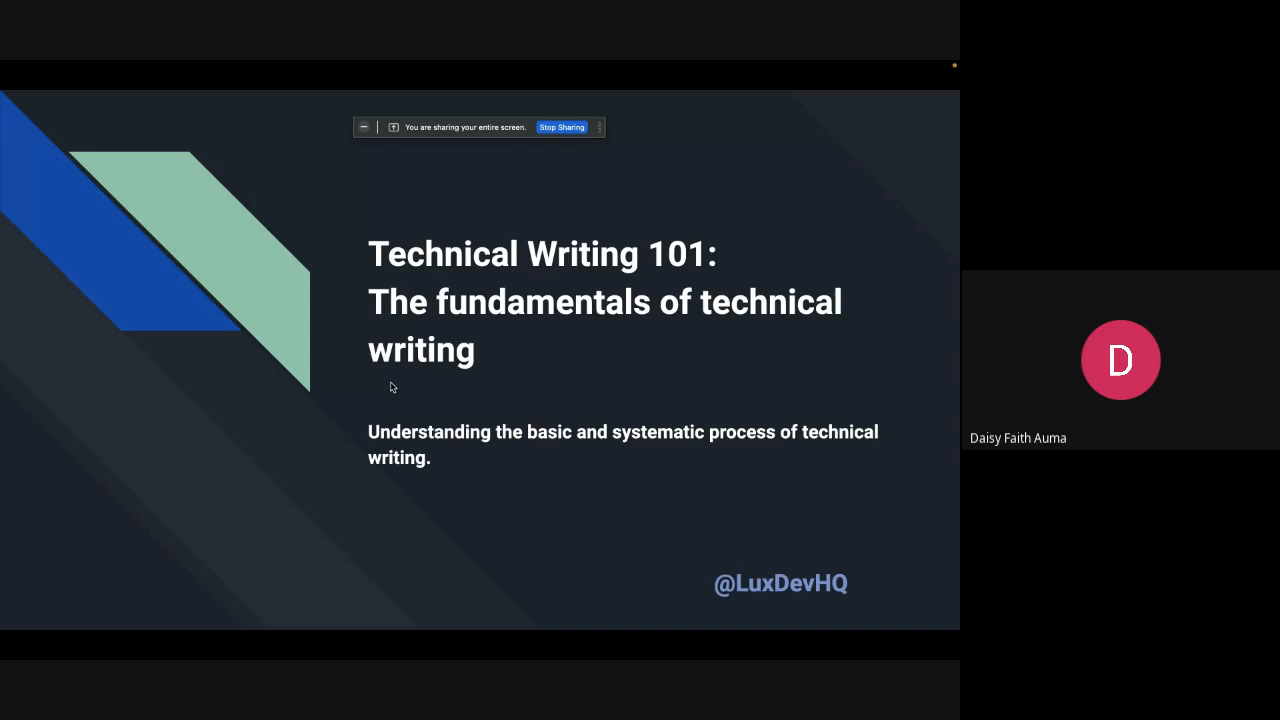 You are sharing your entire screen.
Stop Sharing
Technical Writing 101:
The fundamentals of technical
writing
Understanding the basic and systematic process of technical
writing.
@LuxDevHQ
D
Daisy Faith Auma